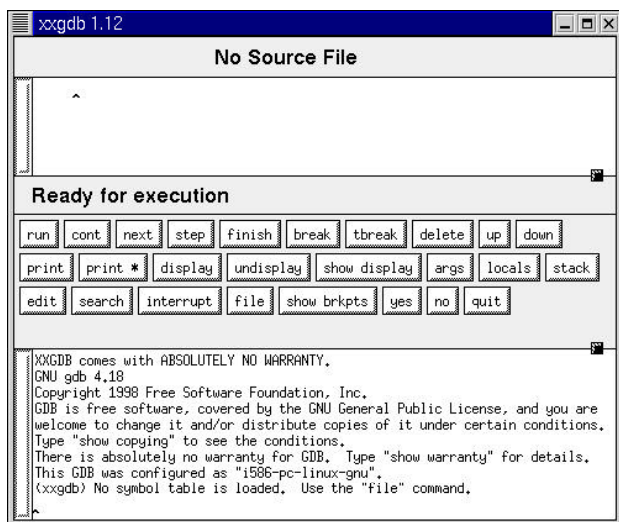 xxgdb 1.12
No Source File
^
Ready for execution
run cont next step finish break tbreak delete up down
print print * display undisplay show display args locals stack
edit search interrupt file show brkpts yes no quit
XXGDB comes with ABSOLUTELY NO WARRANTY.
GNU gdb 4.18
Copyright 1998 Free Software Foundation, Inc.
GDB is free software, covered by the GNU General Public License, and you are
welcome to change it and/or distribute copies of it under certain conditions.
Type "show copying" to see the conditions.
There is absolutely no warranty for GDB.  Type "show warranty" for details.
This GDB was configured as "i586-pc-linux-gnu".
(xxgdb) No symbol table is loaded.  Use the "file" command.
^